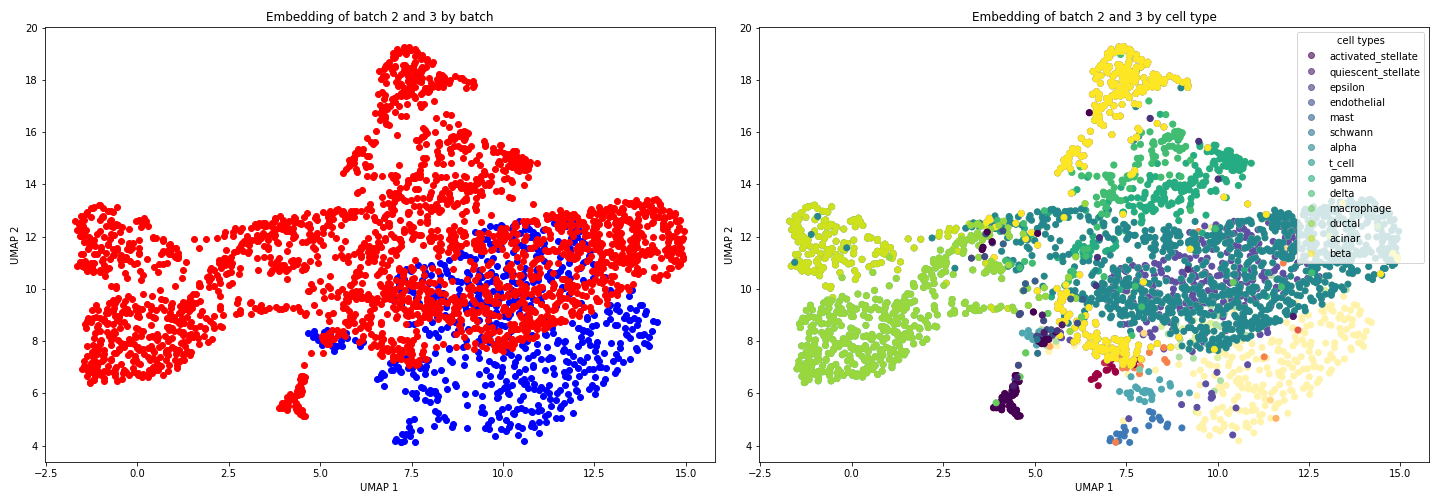 Embedding of batch 2 and 3 by batch
20
18
16
14
12
10
8
6
4
UMAP 2
−2.5
0.0
2.5
5.0
7.5
10.0
12.5
15.0
UMAP 1
Embedding of batch 2 and 3 by cell type
20
18
16
14
12
10
8
6
4
UMAP 2
−2.5
0.0
2.5
5.0
7.5
10.0
12.5
15.0
UMAP 1
cell types
activated_stellate
quiescent_stellate
epsilon
endothelial
mast
schwann
alpha
t_cell
gamma
delta
macrophage
ductal
acinar
beta